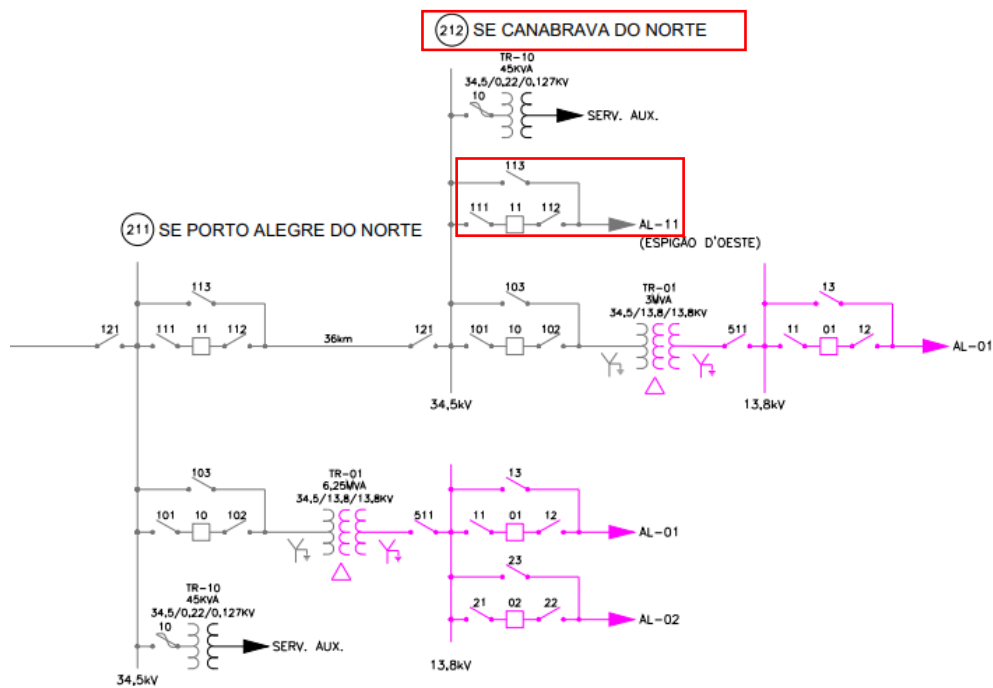 212 SE CANABRAVA DO NORTE
TR-10
45KVA
34,5/0,22/0,127KV
10
SERV. AUX.
113
111 11 112
AL-11
(ESPIGÃO D'OESTE)
211 SE PORTO ALEGRE DO NORTE
113
121 111 11 112
36km
103
121 101 10 102
TR-01
3MVA
34,5/13,8/13,8KV
511
13
11 01 12
AL-01
34,5kV
13,8kV
103
101 10 102
TR-01
6,25MVA
34,5/13,8/13,8KV
511
13
11 01 12
AL-01
23
21 02 22
AL-02
TR-10
45KVA
34,5/0,22/0,127KV
10
SERV. AUX.
13,8kV
34,5kV